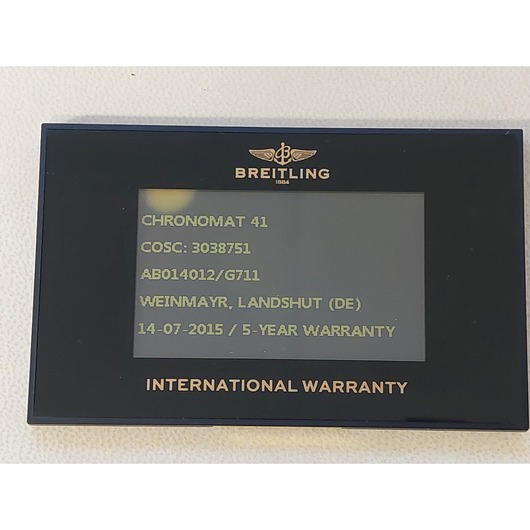 BREITLING
1884
CHRONOMAT 41
COSC: 3038751
AB014012/G711
WEINMAYR, LANDSHUT (DE)
14-07-2015 / 5-YEAR WARRANTY
INTERNATIONAL WARRANTY